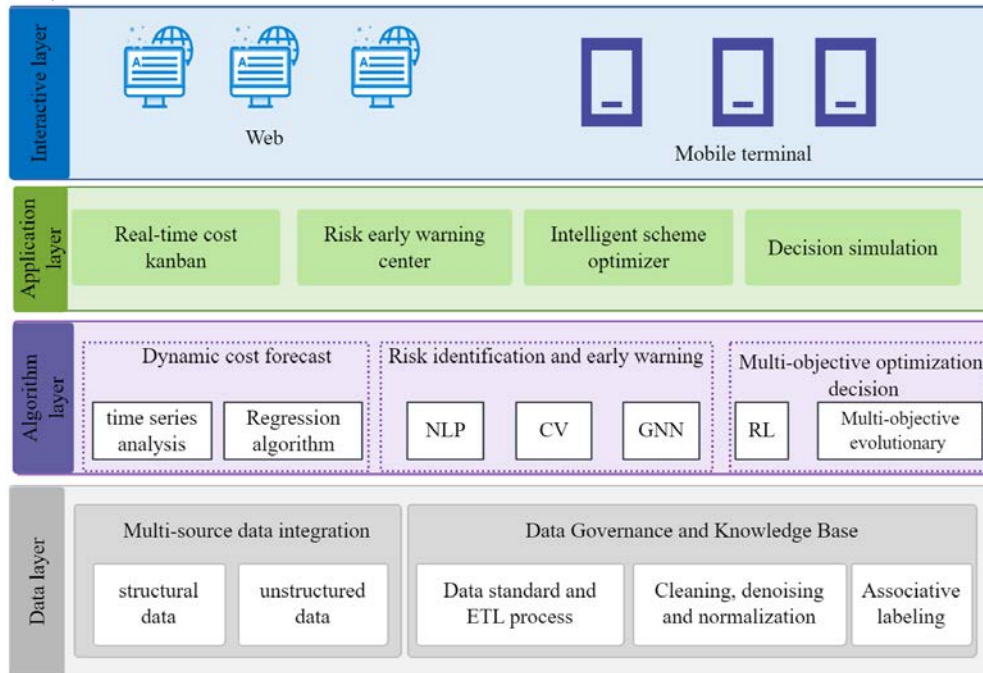 Interactive layer
A
A
A
Web
Mobile terminal
Application
layer
Real-time cost
kanban
Risk early warning
center
Intelligent scheme
optimizer
Decision simulation
Algorithm
layer
Dynamic cost forecast
time series
analysis
Regression
algorithm
Risk identification and early warning
NLP
CV
GNN
Multi-objective optimization
decision
RL
Multi-objective
evolutionary
Data layer
Multi-source data integration
structural
data
unstructured
data
Data Governance and Knowledge Base
Data standard and
ETL process
Cleaning, denoising
and normalization
Associative
labeling